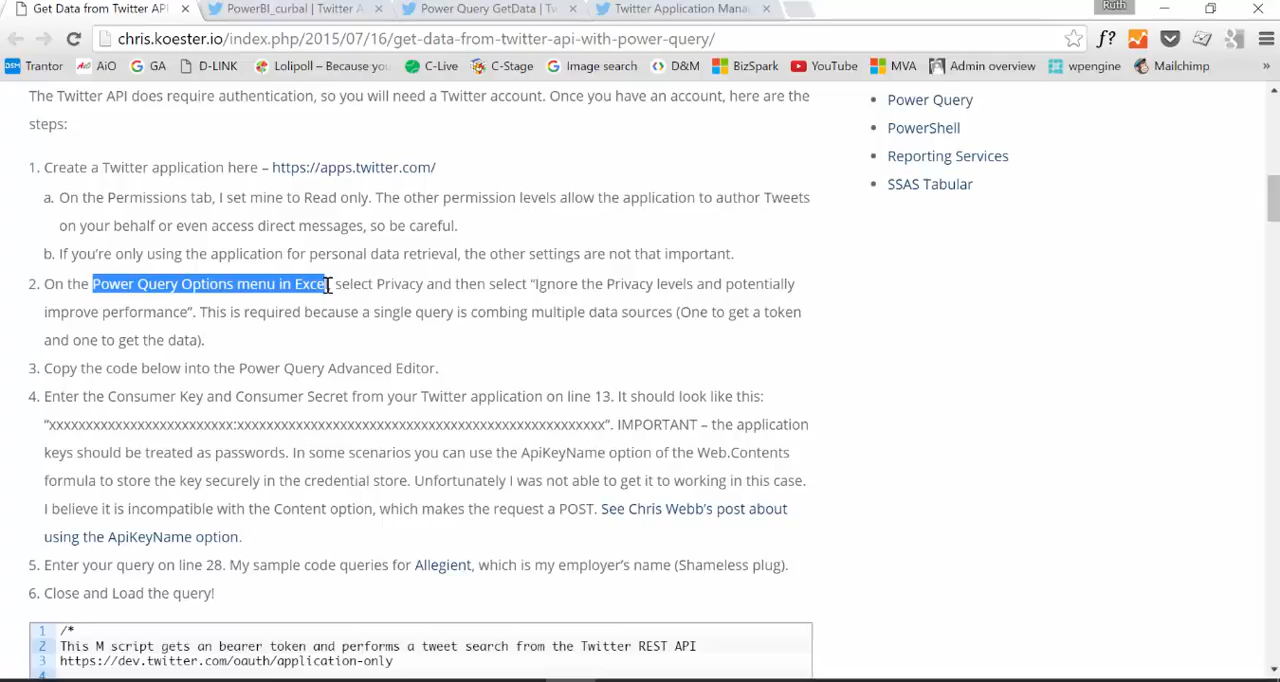 Get Data from Twitter API
PowerBI_curbal | Twitter A
Power Query GetData | Tw
Twitter Application Mana
Ruth
chris.koester.io/index.php/2015/07/16/get-data-from-twitter-api-with-power-query/
f?
Trantor
AiO
GA
D-LINK
Lolipoll – Because you
C-Live
C-Stage
Image search
D&M
BizSpark
YouTube
MVA
Admin overview
wpengine
Mailchimp
»
The Twitter API does require authentication, so you will need a Twitter account. Once you have an account, here are the
steps:
1. Create a Twitter application here – https://apps.twitter.com/
a. On the Permissions tab, I set mine to Read only. The other permission levels allow the application to author Tweets
on your behalf or even access direct messages, so be careful.
b. If you're only using the application for personal data retrieval, the other settings are not that important.
2. On the Power Query Options menu in Exce, select Privacy and then select "Ignore the Privacy levels and potentially
improve performance". This is required because a single query is combing multiple data sources (One to get a token
and one to get the data).
3. Copy the code below into the Power Query Advanced Editor.
4. Enter the Consumer Key and Consumer Secret from your Twitter application on line 13. It should look like this:
"xxxxxxxxxxxxxxxxxxxxxxxxx:xxxxxxxxxxxxxxxxxxxxxxxxxxxxxxxxxxxxxxxxxxxxxxxxxx". IMPORTANT – the application
keys should be treated as passwords. In some scenarios you can use the ApiKeyName option of the Web.Contents
formula to store the key securely in the credential store. Unfortunately I was not able to get it to working in this case.
I believe it is incompatible with the Content option, which makes the request a POST. See Chris Webb's post about
using the ApiKeyName option.
5. Enter your query on line 28. My sample code queries for Allegient, which is my employer's name (Shameless plug).
6. Close and Load the query!
1 /*
2 This M script gets an bearer token and performs a tweet search from the Twitter REST API
3 https://dev.twitter.com/oauth/application-only
4
Power Query
PowerShell
Reporting Services
SSAS Tabular